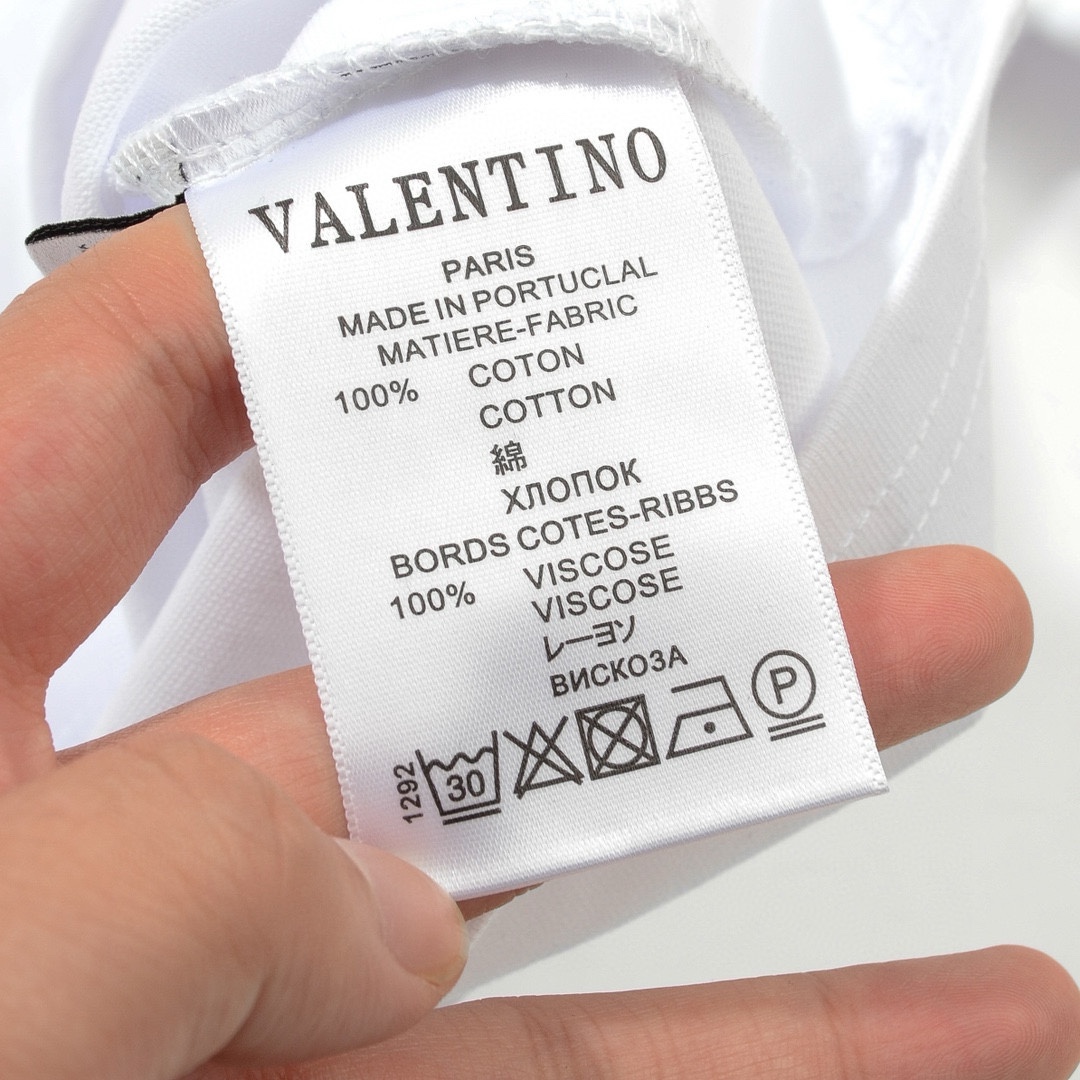 VALENTINO
PARIS
MADE IN PORTUCLAL
MATIERE-FABRIC
100% COTON
COTTON
綿
ХЛОПОК
BORDS COTES-RIBBS
100% VISCOSE
VISCOSE
レーヨソ
ВИСКОЗА
1292
30
P